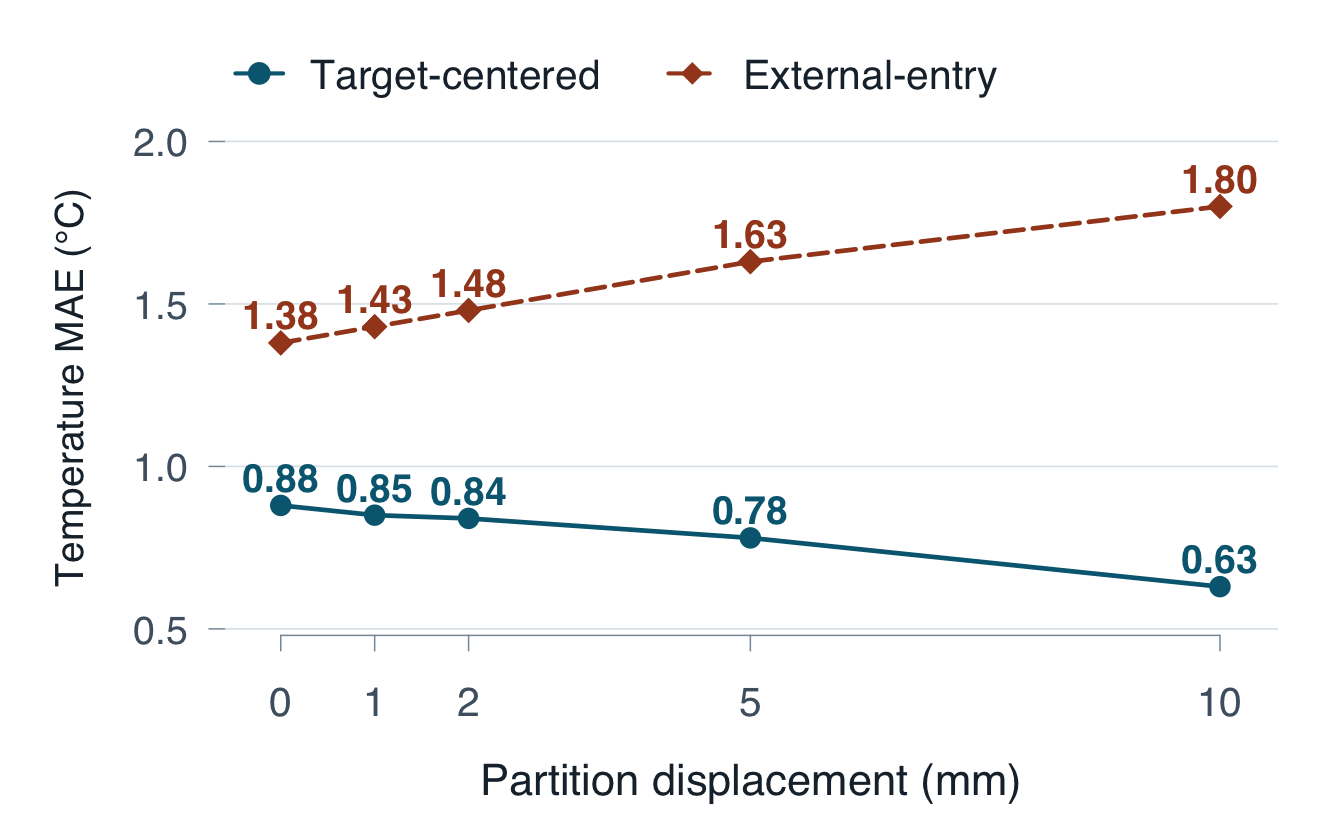 Target-centered External-entry
2.0
1.80
1.63
1.5
1.38 1.43 1.48
1.0
0.88 0.85 0.84
0.78
0.63
0.5
0 1 2 5 10
Temperature MAE (°C)
Partition displacement (mm)